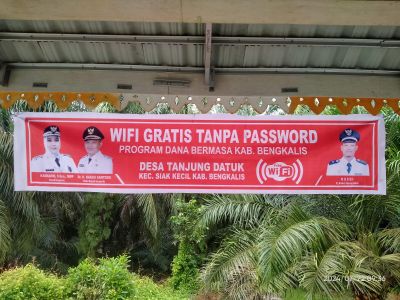 WIFI GRATIS TANPA PASSWORD
PROGRAM DANA BERMASA KAB. BENGKALIS
DESA TANJUNG DATUK
KEC. SIAK KECIL KAB. BENGKALIS
WiFi